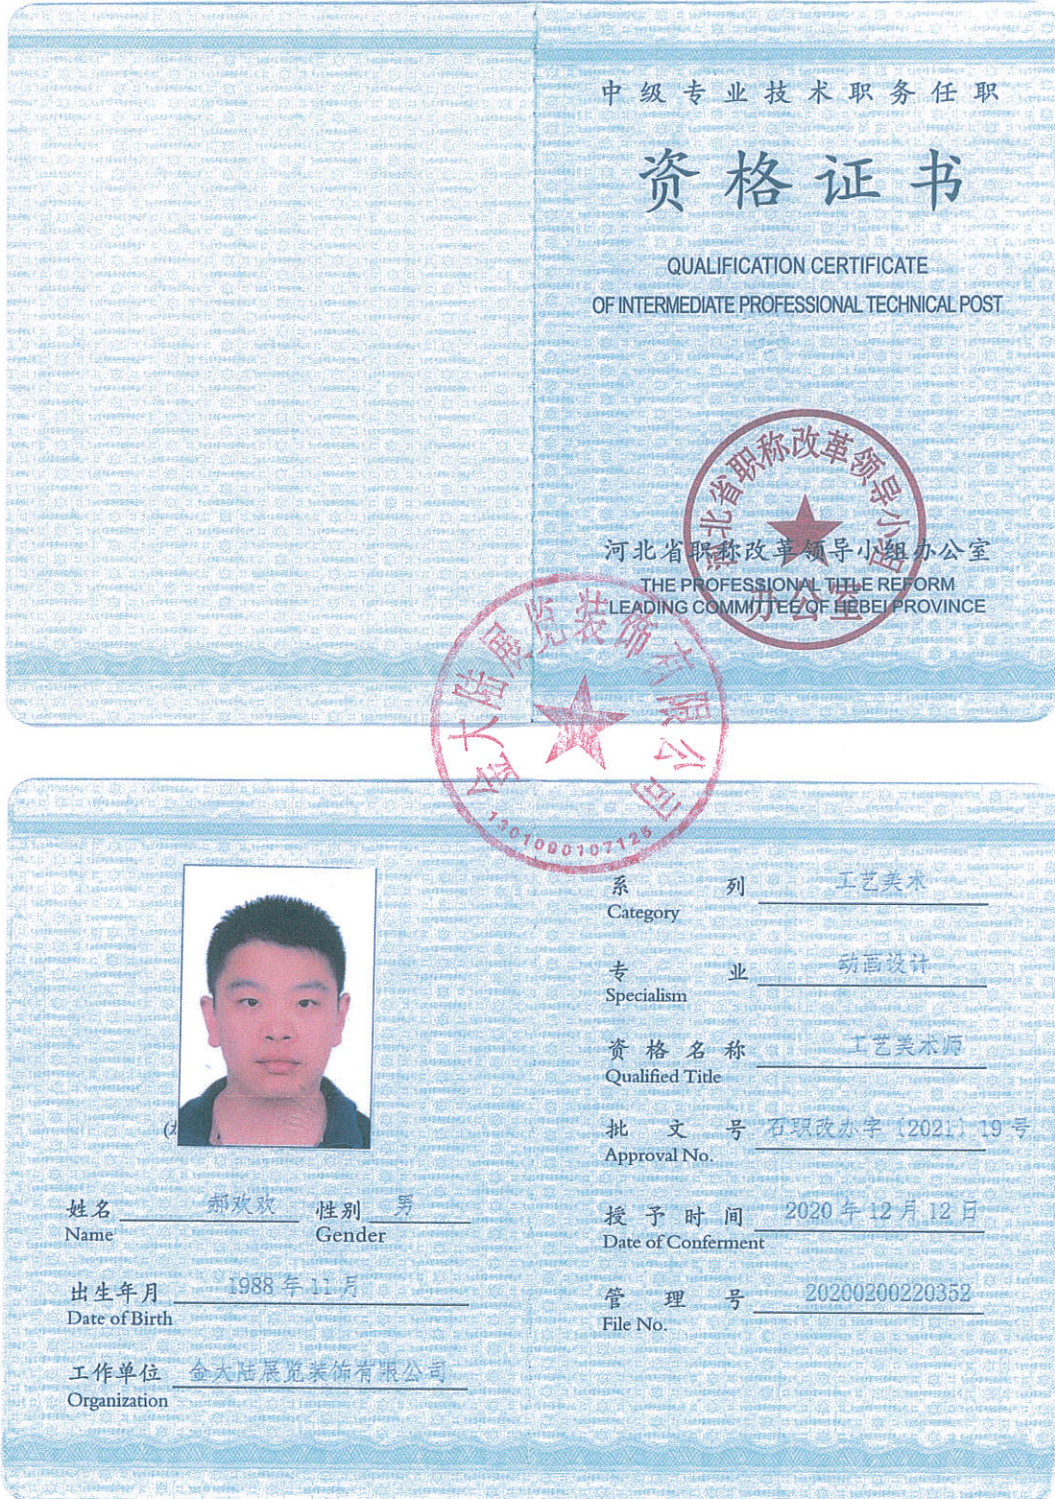 中级专业技术职务任职
资格证书
QUALIFICATION CERTIFICATE
OF INTERMEDIATE PROFESSIONAL TECHNICAL POST
河北省职称改革领导小组
办公室
河北省职称改革领导小组办公室
THE PROFESSIONAL TITLE REFORM
LEADING COMMITTEE OF HEBEI PROVINCE
金大陆展览装饰有限公司
1301090107125
姓名 郝欢欢 性别 男
Name Gender
出生年月 1988年11月
Date of Birth
工作单位 金大陆展览装饰有限公司
Organization
系列 工艺美术
Category
专业 动画设计
Specialism
资格名称 工艺美术师
Qualified Title
批文号 石职改办字〔2021〕19号
Approval No.
授予时间 2020年12月12日
Date of Conferment
管理号 20200200220352
File No.